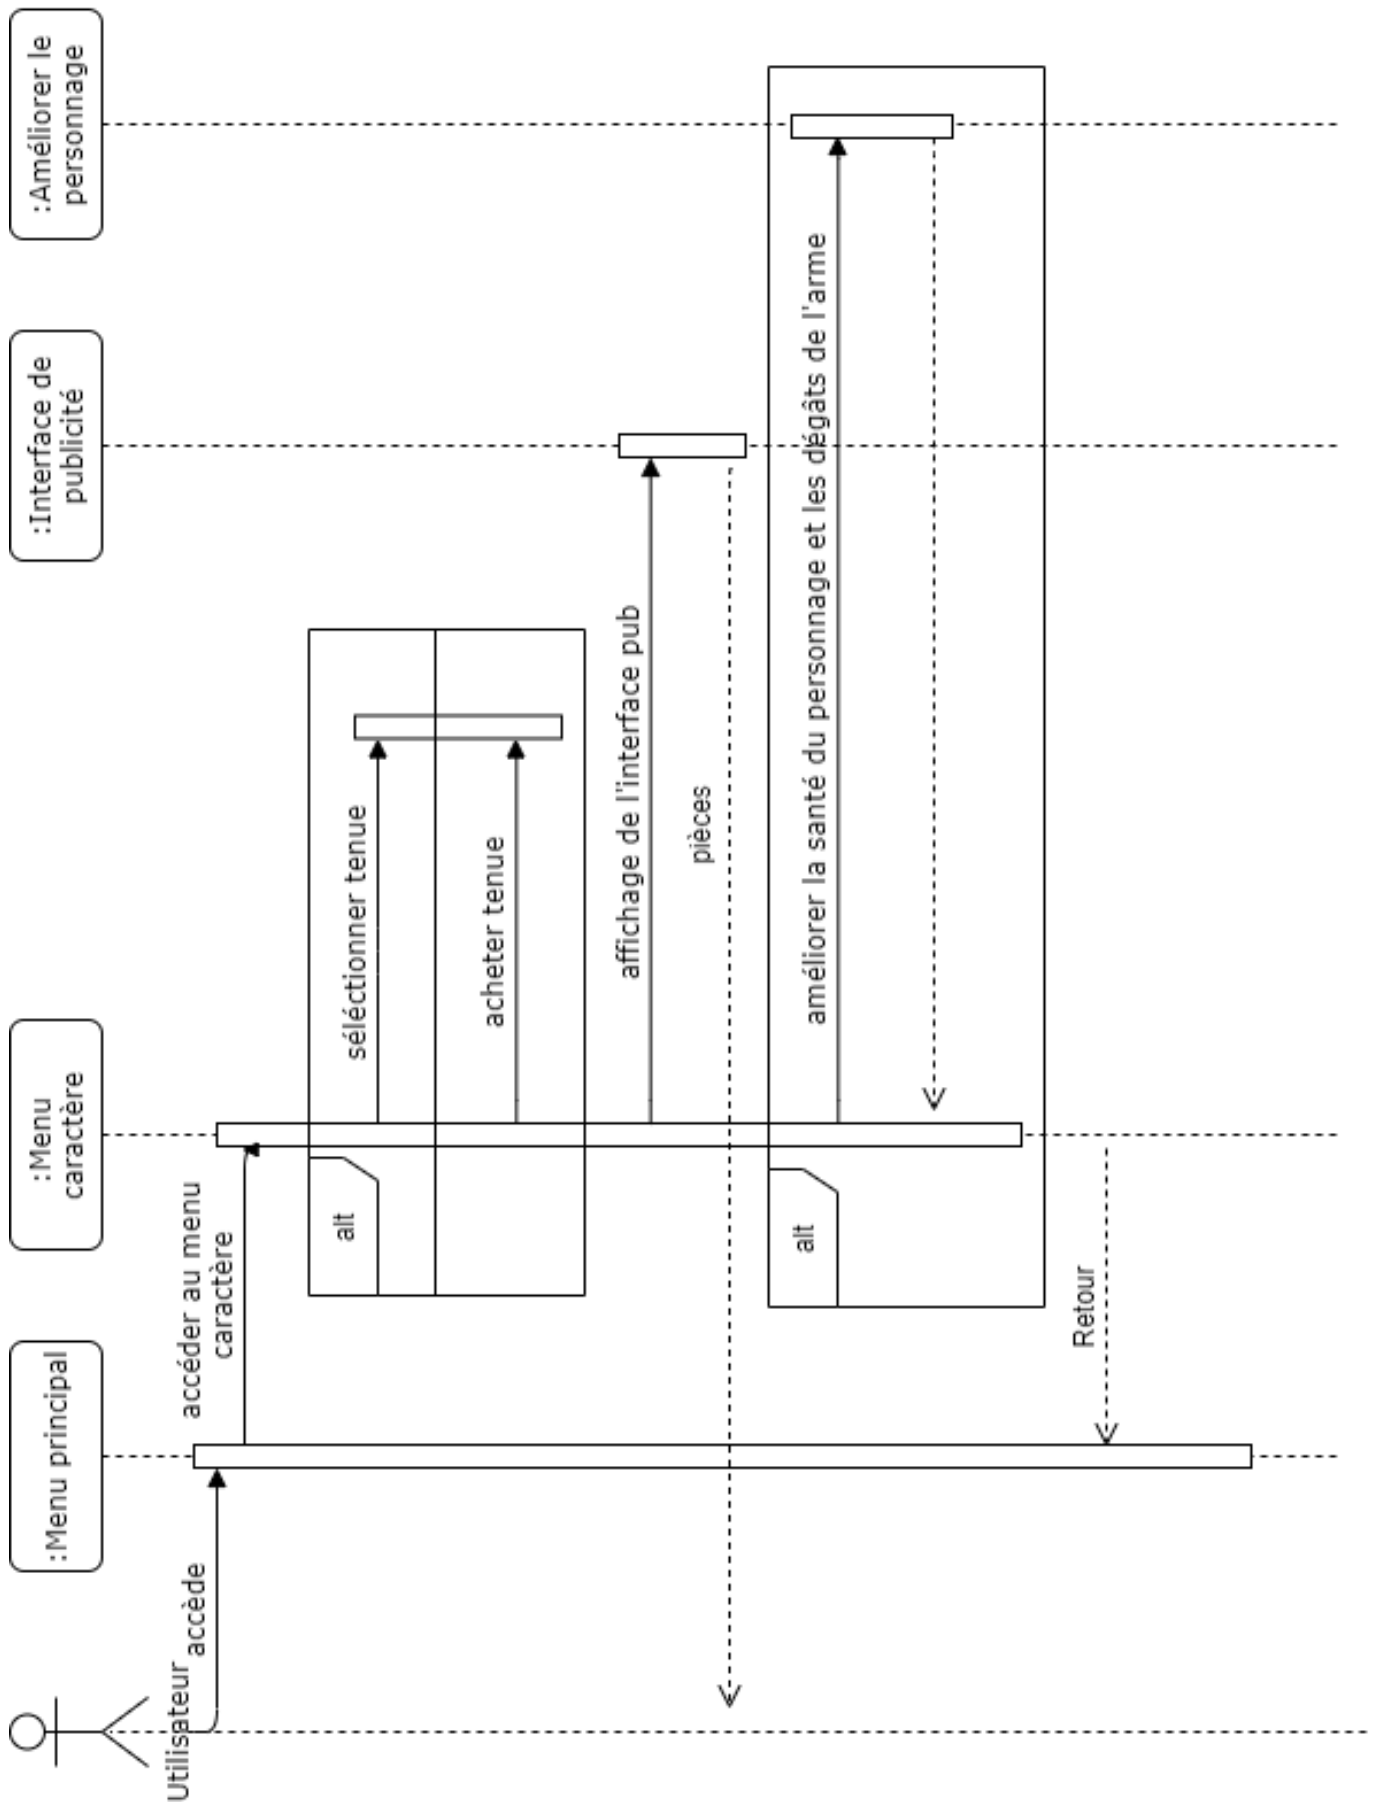 Utilisateur
:Menu principal
:Menu
caractère
:Interface de
publicité
:Améliorer le
personnage
accède
accéder au menu
caractère
alt
séléctionner tenue
acheter tenue
affichage de l'interface pub
pièces
alt
améliorer la santé du personnage et les dégâts de l'arme
Retour